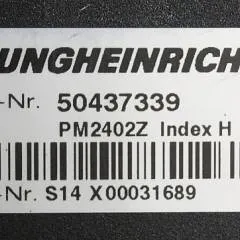 UNGHEINRICH
-Nr. 50437339
PM2402Z Index H
-Nr. S14 X00031689